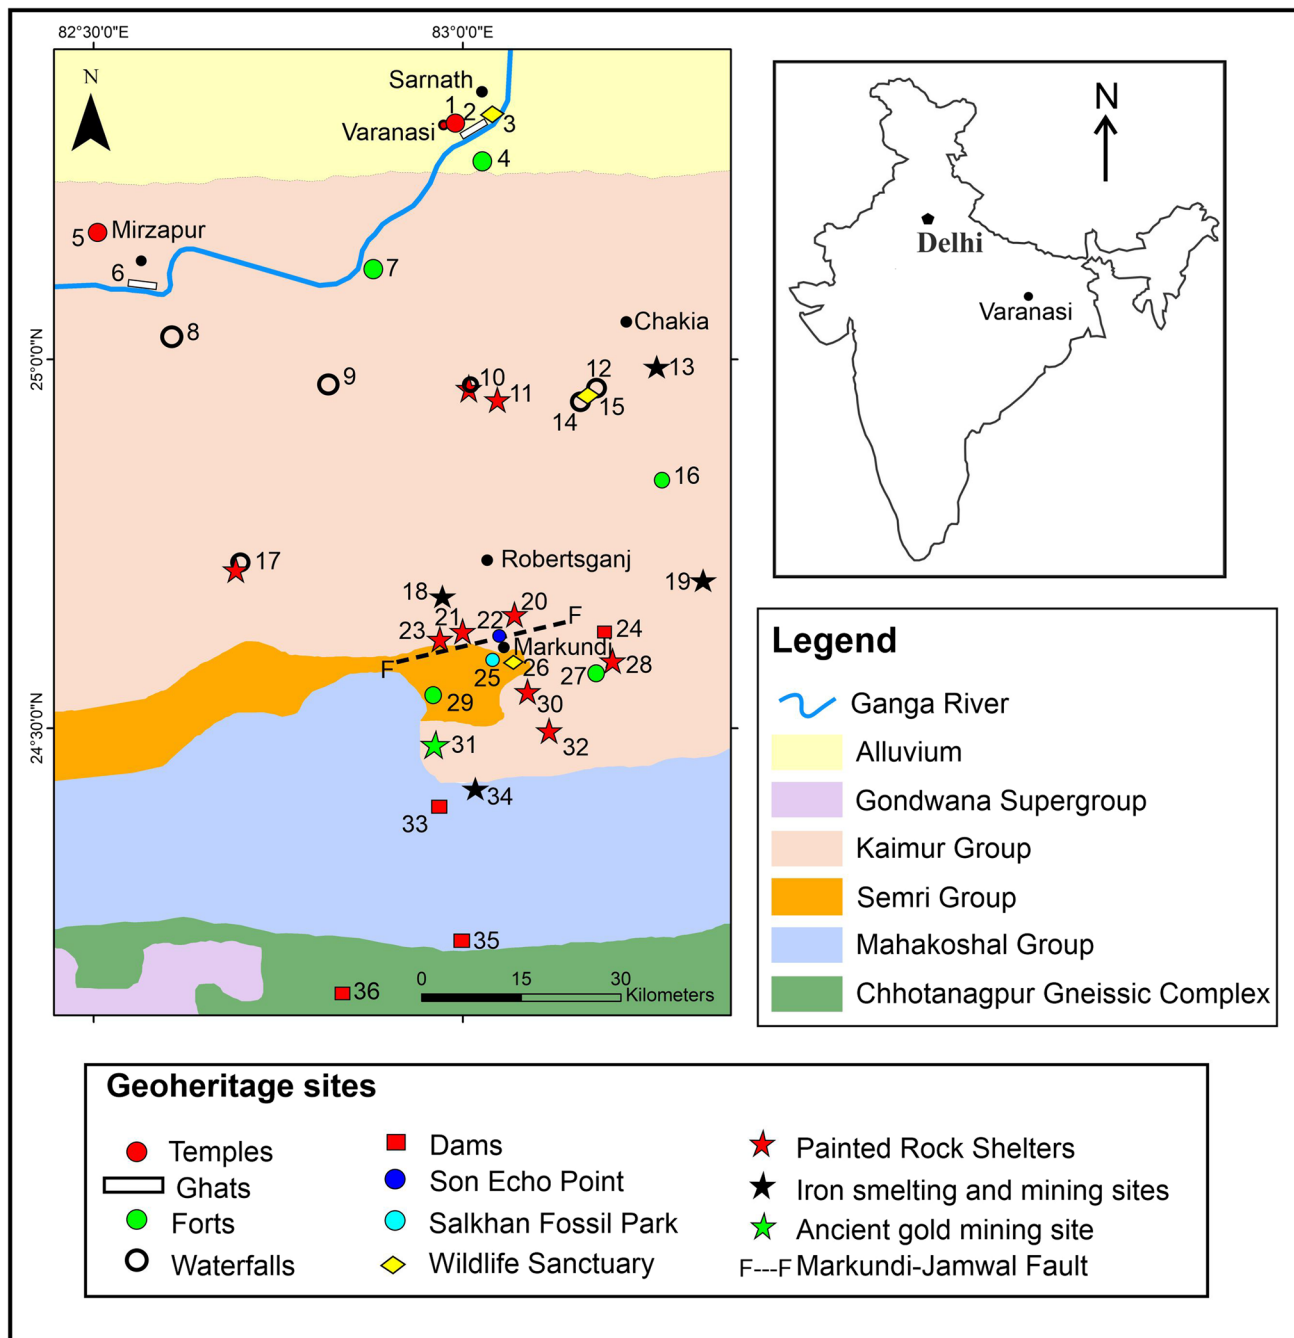 82°30'0"E
83°0'0"E
N
Sarnath
1
2
3
Varanasi
4
5
Mirzapur
6
7
8
Chakia
25°0'0"N
9
10
11
12
13
14
15
16
17
Robertsganj
18
19
20
F
21
22
23
24
Markundi
F
25
26
27
28
29
30
24°30'0"N
31
32
33
34
35
36
0 15 30
Kilometers
N
Delhi
Varanasi
Legend
Ganga River
Alluvium
Gondwana Supergroup
Kaimur Group
Semri Group
Mahakoshal Group
Chhotanagpur Gneissic Complex
Geoheritage sites
Temples
Ghats
Forts
Waterfalls
Dams
Son Echo Point
Salkhan Fossil Park
Wildlife Sanctuary
Painted Rock Shelters
Iron smelting and mining sites
Ancient gold mining site
F---F Markundi-Jamwal Fault